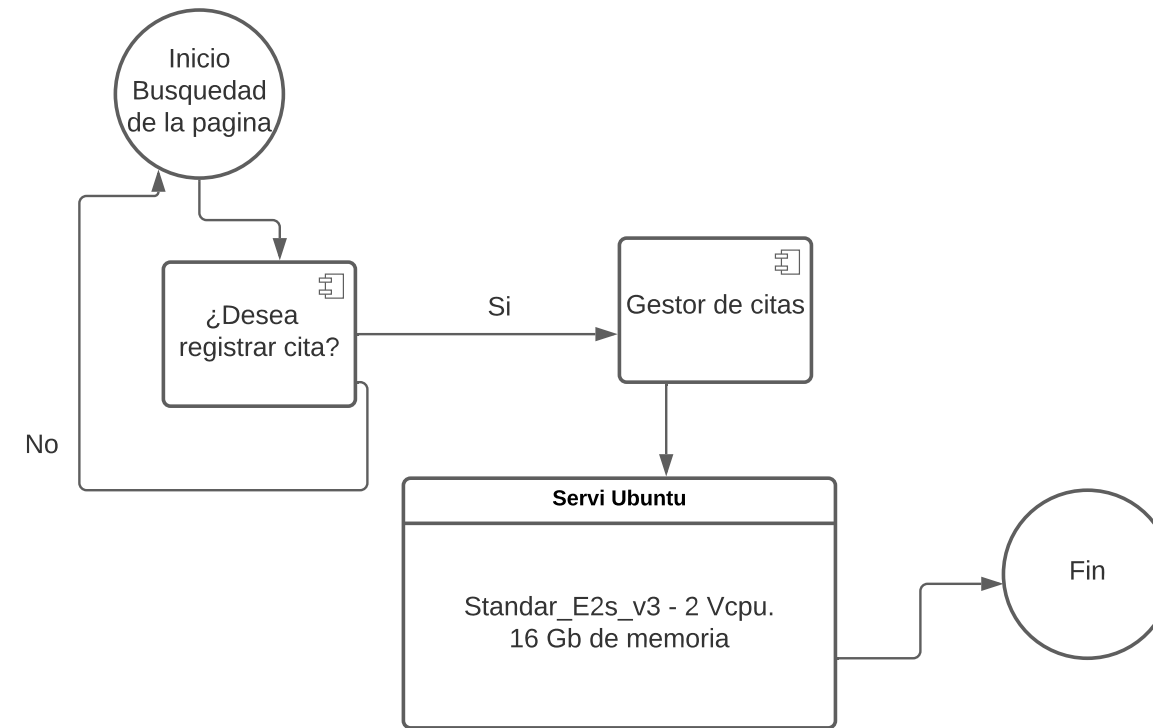 Inicio
Busquedad
de la pagina
¿Desea
registrar cita?
Si
Gestor de citas
No
Servi Ubuntu
Standar_E2s_v3 - 2 Vcpu.
16 Gb de memoria
Fin